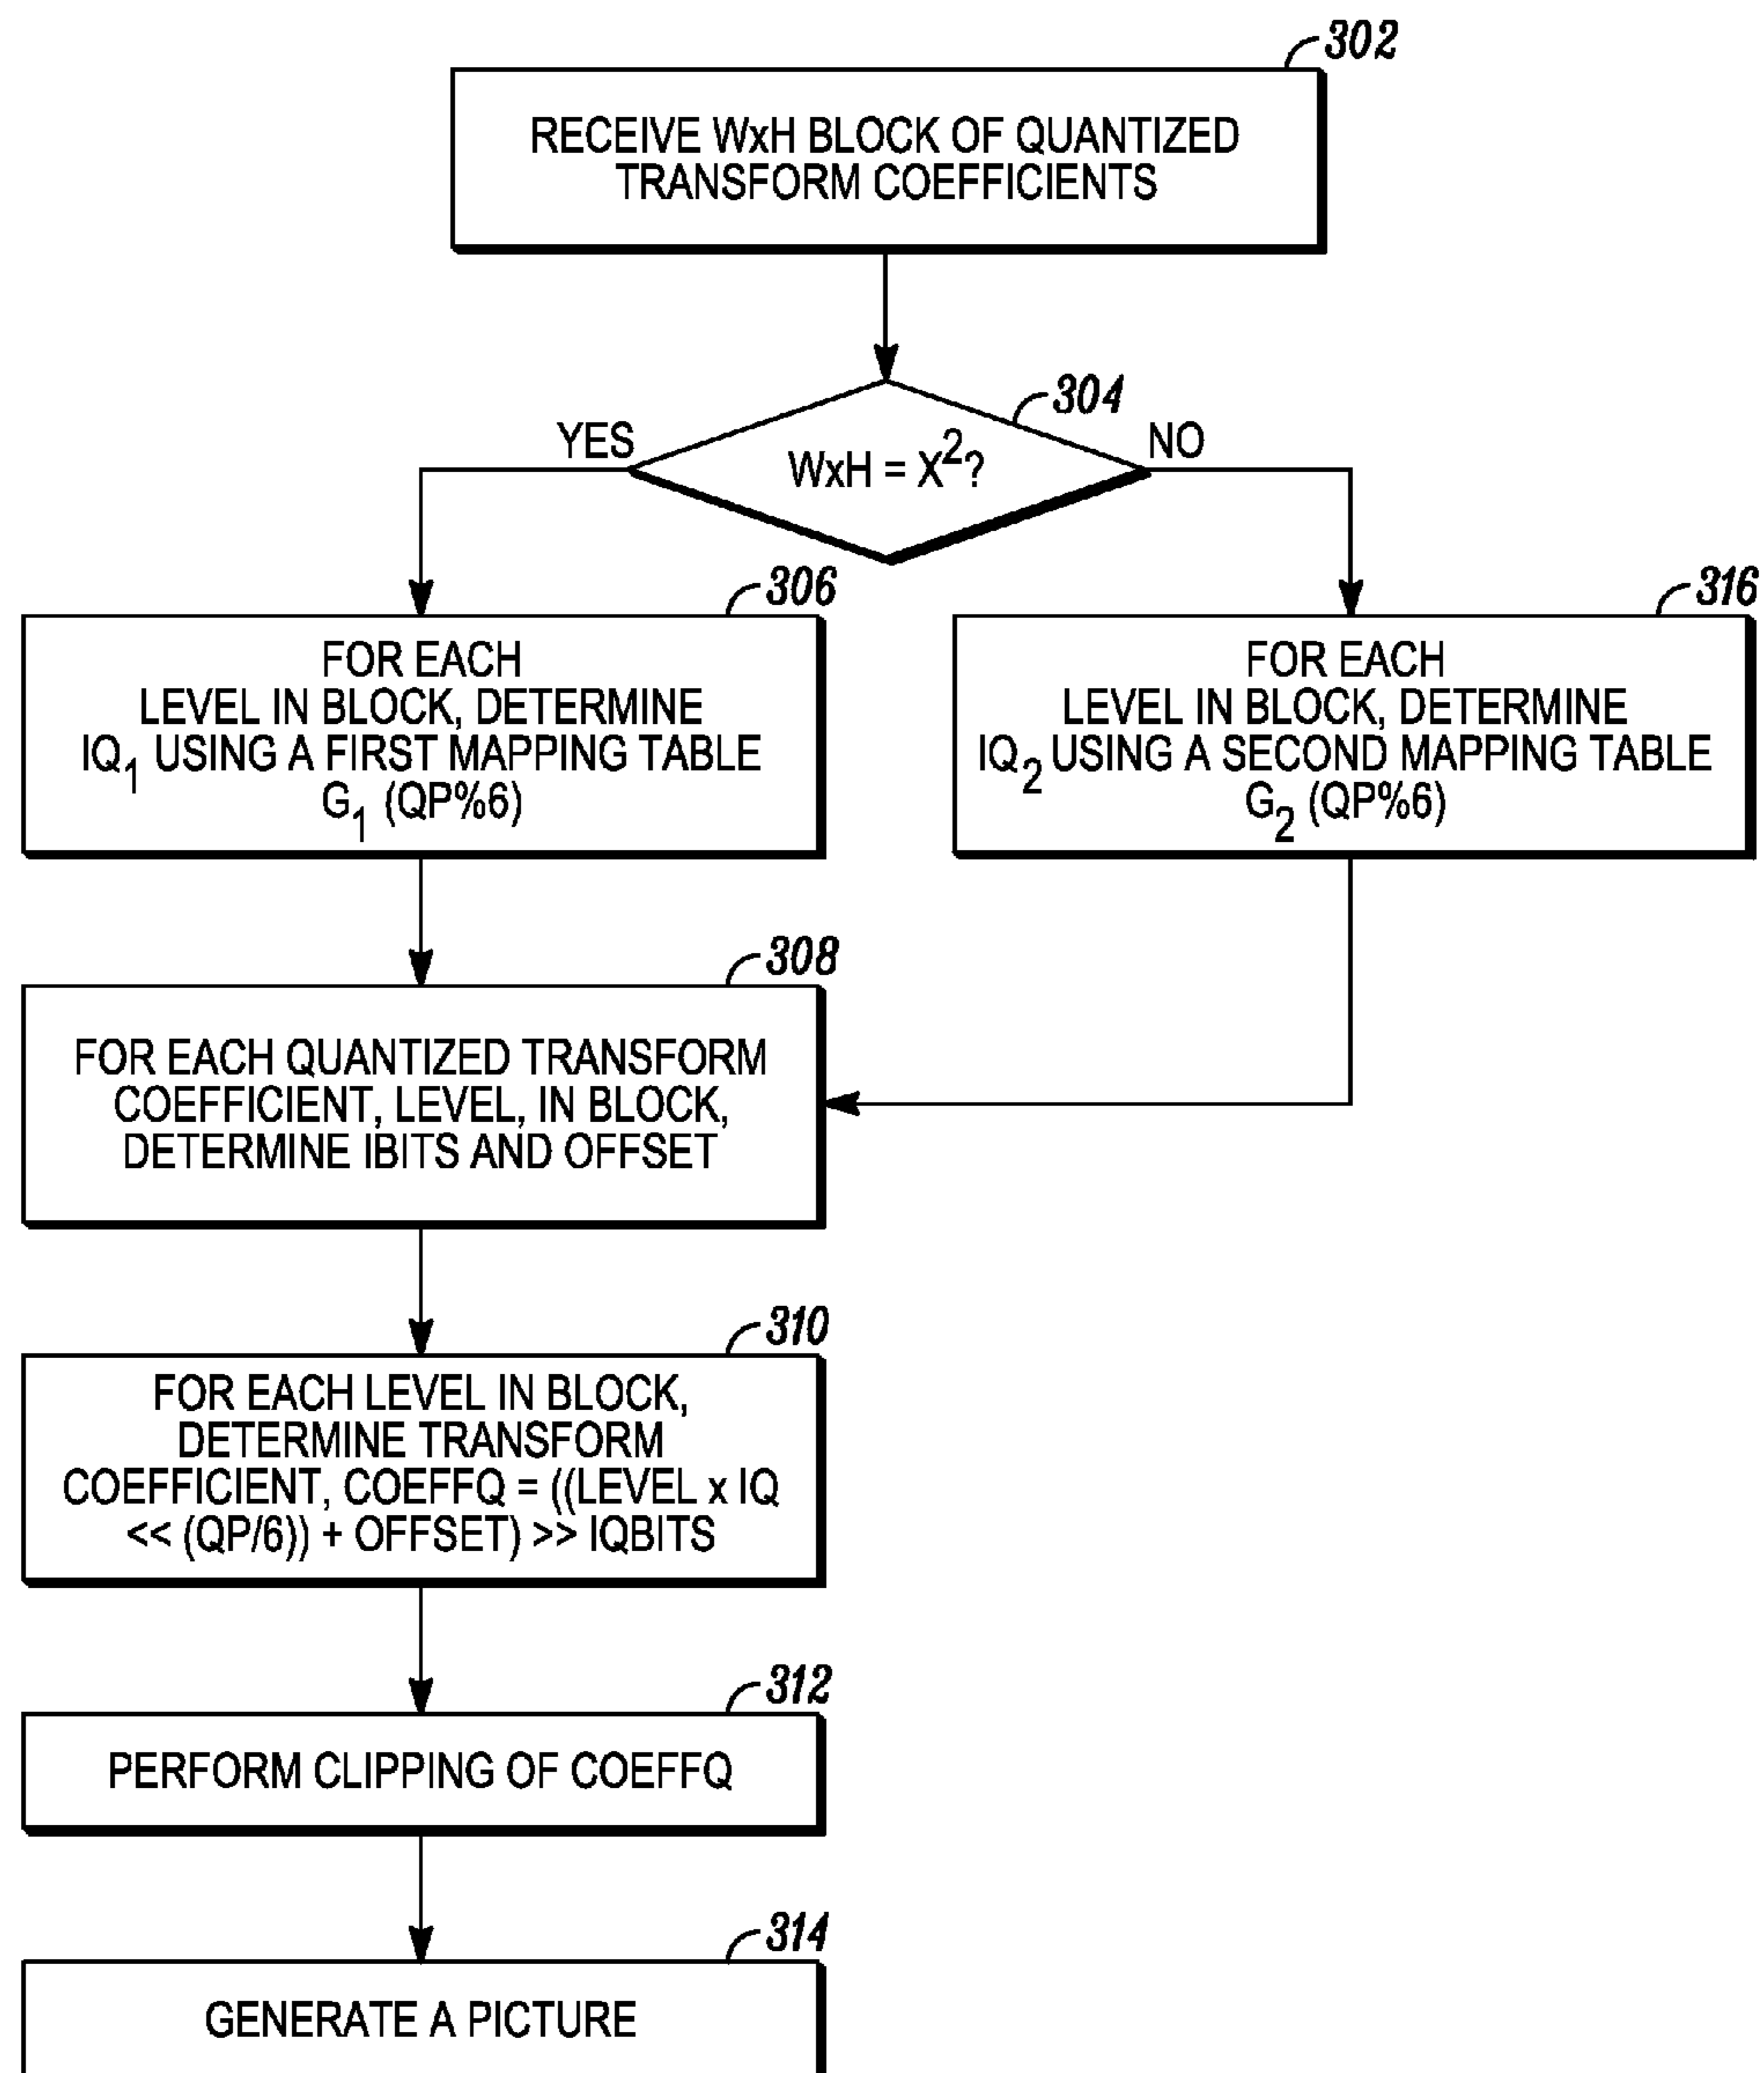 302
RECEIVE WxH BLOCK OF QUANTIZED
TRANSFORM COEFFICIENTS
304
YES
WxH = X²?
NO
306
FOR EACH
LEVEL IN BLOCK, DETERMINE
IQ₁ USING A FIRST MAPPING TABLE
G₁ (QP%6)
316
FOR EACH
LEVEL IN BLOCK, DETERMINE
IQ₂ USING A SECOND MAPPING TABLE
G₂ (QP%6)
308
FOR EACH QUANTIZED TRANSFORM
COEFFICIENT, LEVEL, IN BLOCK,
DETERMINE IBITS AND OFFSET
310
FOR EACH LEVEL IN BLOCK,
DETERMINE TRANSFORM
COEFFICIENT, COEFFQ = ((LEVEL x IQ
<< (QP/6)) + OFFSET) >> IQBITS
312
PERFORM CLIPPING OF COEFFQ
314
GENERATE A PICTURE